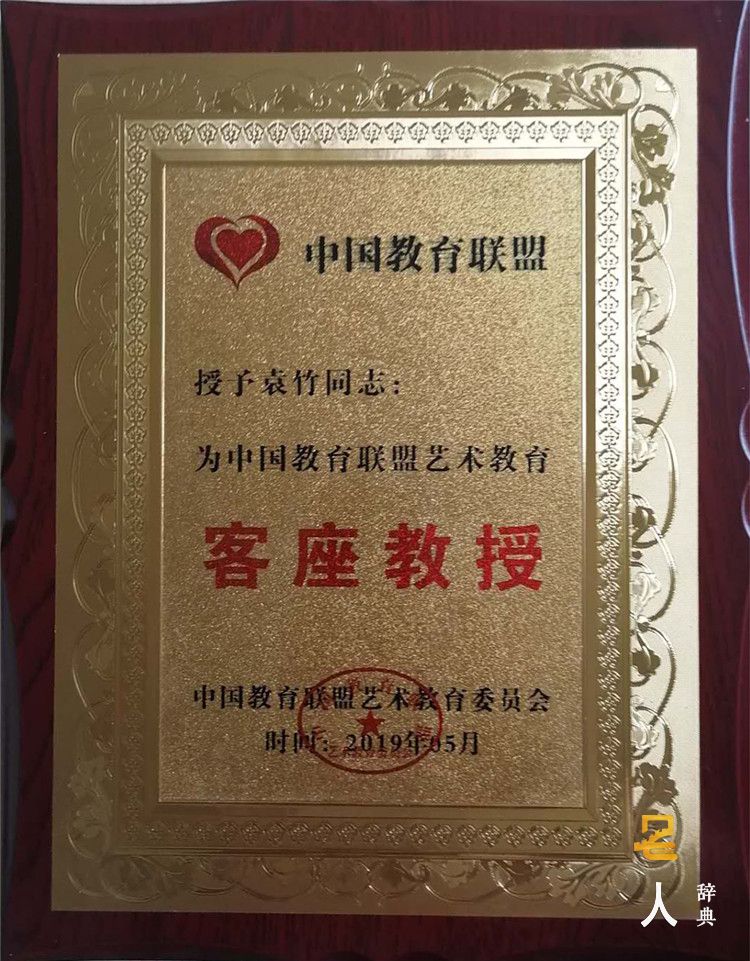 中国教育联盟
授予袁竹同志：
为中国教育联盟艺术教育
客座教授
中国教育联盟艺术教育委员会
时间：2019年05月
人
辞典